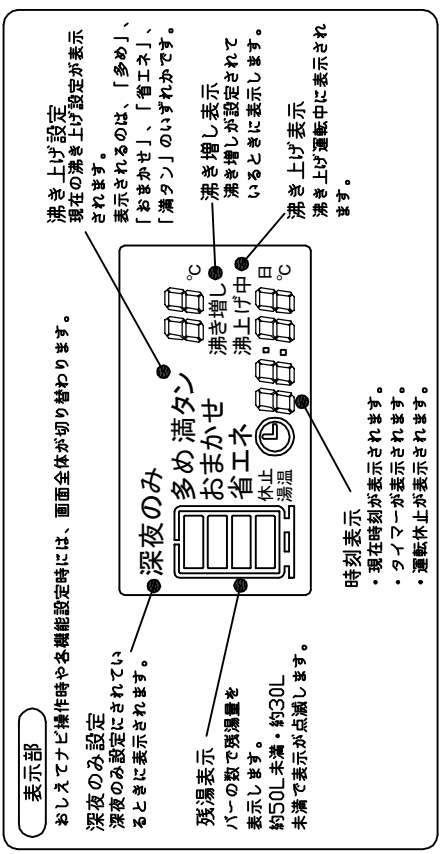 表示部
おしえてナビ操作時や各機能設定時には、画面全体が切り替わります。
深夜のみ設定
深夜のみ設定にされてい
るときに表示されます。
残湯表示
バーの数で残湯量を
表示します。
約50L未満・約30L
未満で表示が点滅します。
深夜のみ
多め満タン
おまかせ
省エネ
休止
湯温
88℃
沸き増し
沸上げ中
88:88日℃
沸き上げ設定
現在の沸き上げ設定が表示
されます。
表示されるのは、「多め」、
「おまかせ」、「省エネ」、
「満タン」のいずれかです。
沸き増し表示
沸き増しが設定されて
いるときに表示します。
沸き上げ表示
沸き上げ運転中に表示され
ます。
時刻表示
・現在時刻が表示されます。
・タイマーが表示されます。
・運転休止が表示されます。